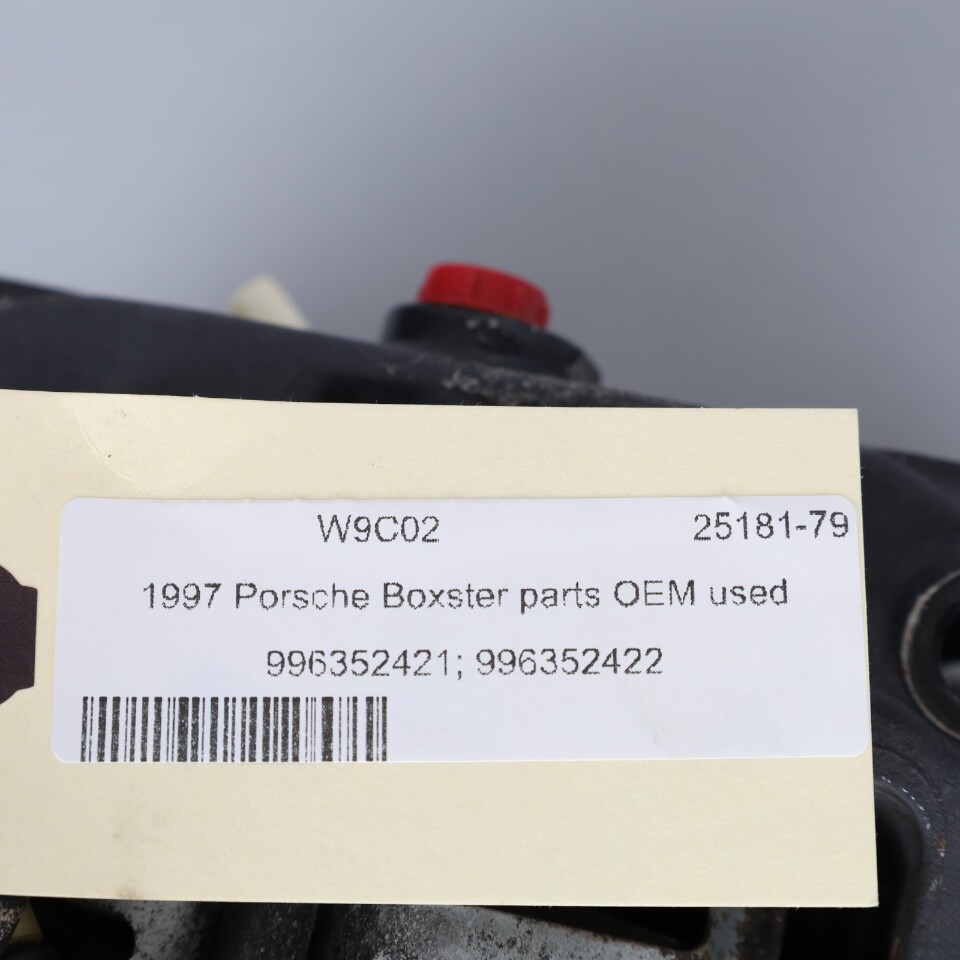 W9C02 25181-79
1997 Porsche Boxster parts OEM used
996352421; 996352422